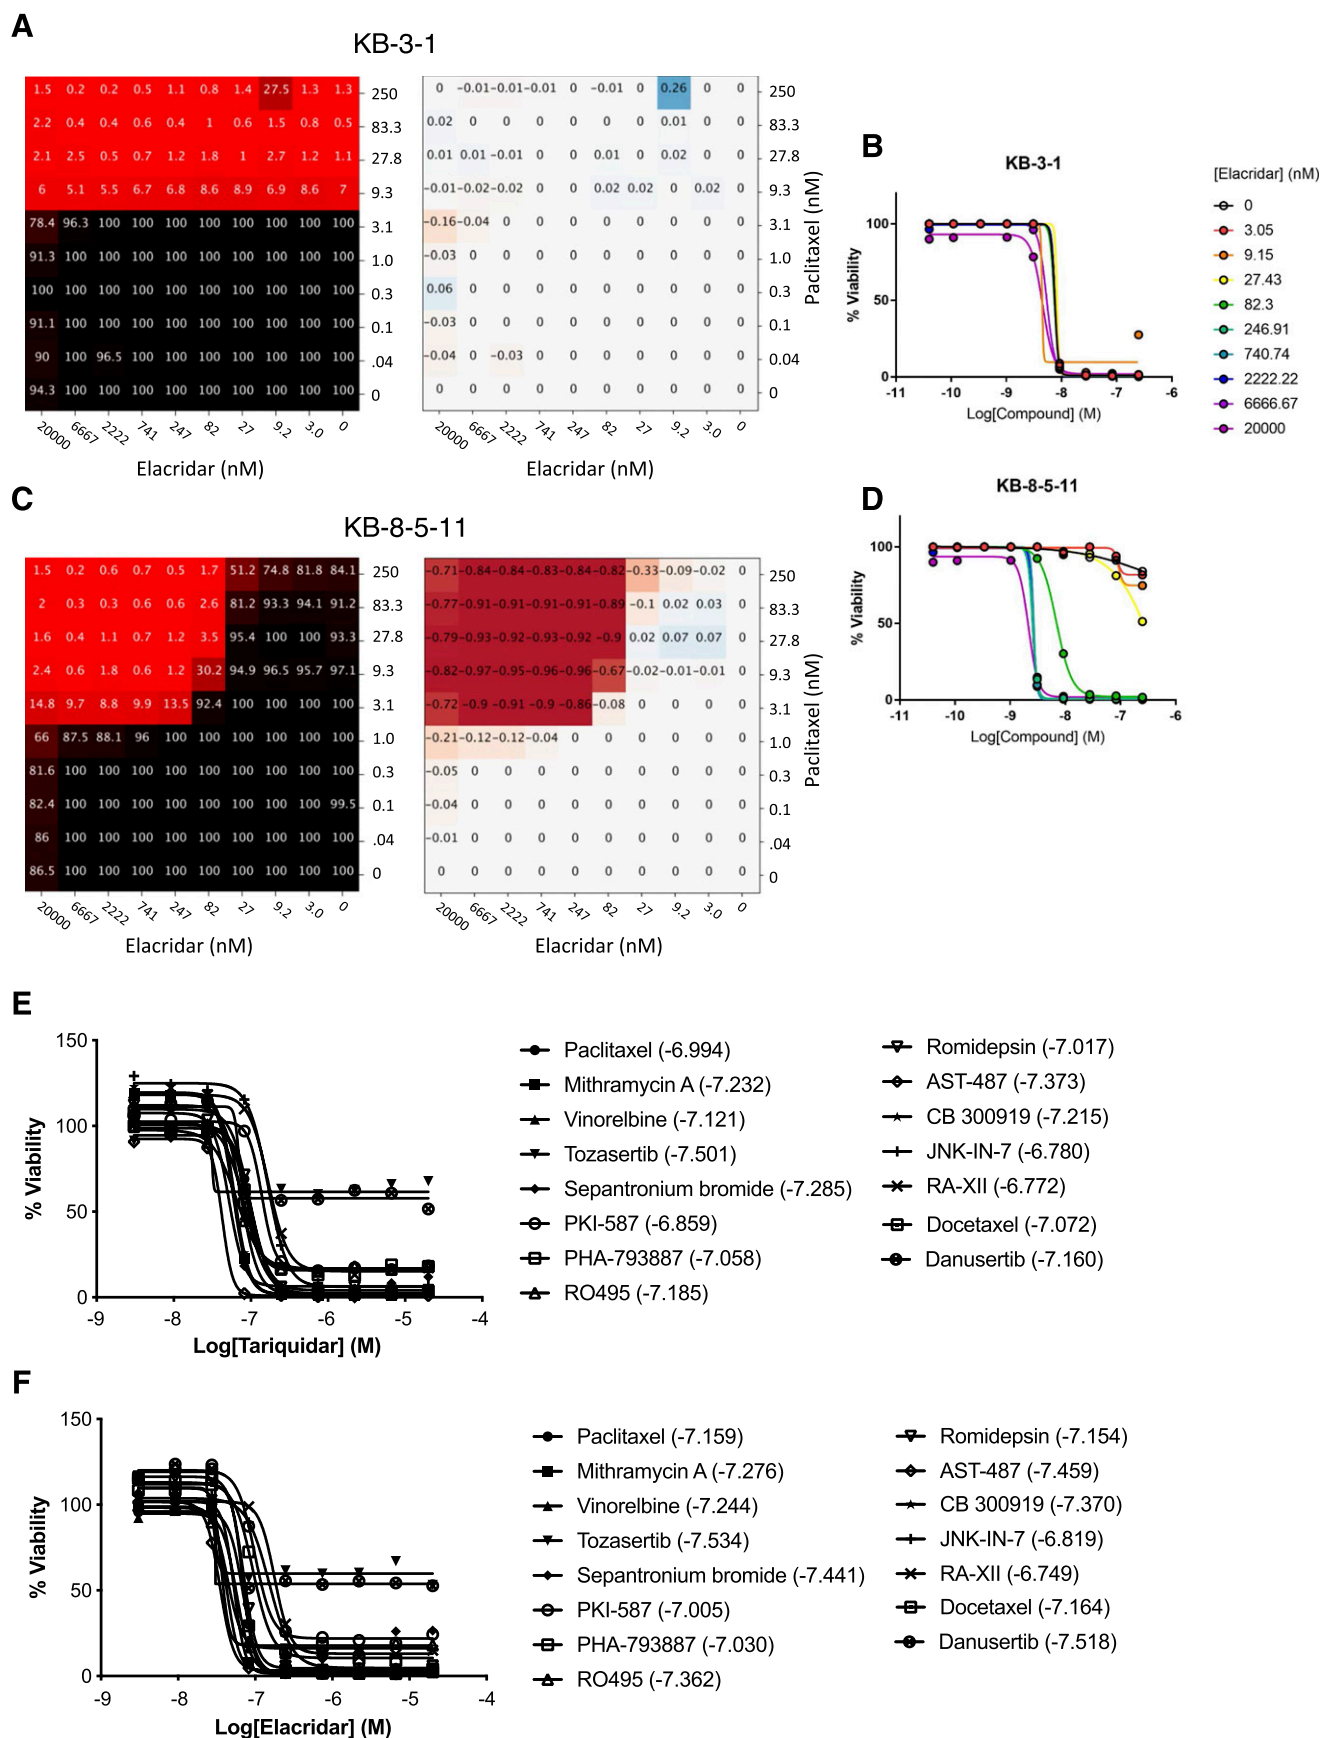 A
KB-3-1
1.5 0.2 0.2 0.5 1.1 0.8 1.4 27.5 1.3 1.3 250
2.2 0.4 0.4 0.6 0.4 1 0.6 1.5 0.8 0.5 83.3
2.1 2.5 0.5 0.7 1.2 1.8 1 2.7 1.2 1.1 27.8
6 5.1 5.5 6.7 6.8 8.6 8.9 6.9 8.6 7 9.3
78.4 96.3 100 100 100 100 100 100 100 100 3.1
91.3 100 100 100 100 100 100 100 100 100 1.0
100 100 100 100 100 100 100 100 100 100 0.3
91.1 100 100 100 100 100 100 100 100 100 0.1
90 100 96.5 100 100 100 100 100 100 100 .04
94.3 100 100 100 100 100 100 100 100 100 0
20000 6667 2222 741 247 82 27 9.2 3.0 0
Elacridar (nM)
0 −0.01 −0.01 −0.01 0 −0.01 0 0.26 0 0 250
0.02 0 0 0 0 0 0 0.01 0 0 83.3
0.01 0.01 −0.01 0 0 0.01 0 0.02 0 0 27.8
−0.01 −0.02 −0.02 0 0 0.02 0.02 0 0.02 0 9.3
−0.16 −0.04 0 0 0 0 0 0 0 0 3.1
−0.03 0 0 0 0 0 0 0 0 0 1.0
0.06 0 0 0 0 0 0 0 0 0 0.3
−0.03 0 0 0 0 0 0 0 0 0 0.1
−0.04 0 −0.03 0 0 0 0 0 0 0 .04
0 0 0 0 0 0 0 0 0 0 0
20000 6667 2222 741 247 82 27 9.2 3.0 0
Elacridar (nM)
Paclitaxel (nM)
B
KB-3-1
% Viability
100
50
0
-11 -10 -9 -8 -7 -6
Log[Compound] (M)
[Elacridar] (nM)
0
3.05
9.15
27.43
82.3
246.91
740.74
2222.22
6666.67
20000
C
KB-8-5-11
1.5 0.2 0.6 0.7 0.5 1.7 51.2 74.8 81.8 84.1 250
2 0.3 0.3 0.6 0.6 2.6 81.2 93.3 94.1 91.2 83.3
1.6 0.4 1.1 0.7 1.2 3.5 95.4 100 100 93.3 27.8
2.4 0.6 1.8 0.6 1.2 30.2 94.9 96.5 95.7 97.1 9.3
14.8 9.7 8.8 9.9 13.5 92.4 100 100 100 100 3.1
66 87.5 88.1 96 100 100 100 100 100 100 1.0
81.6 100 100 100 100 100 100 100 100 100 0.3
82.4 100 100 100 100 100 100 100 100 99.5 0.1
86 100 100 100 100 100 100 100 100 100 .04
86.5 100 100 100 100 100 100 100 100 100 0
20000 6667 2222 741 247 82 27 9.2 3.0 0
Elacridar (nM)
−0.71 −0.84 −0.84 −0.83 −0.84 −0.82 −0.33 −0.09 −0.02 0 250
−0.77 −0.91 −0.91 −0.91 −0.91 −0.89 −0.1 0.02 0.03 0 83.3
−0.79 −0.93 −0.92 −0.93 −0.92 −0.9 0.02 0.07 0.07 0 27.8
−0.82 −0.97 −0.95 −0.96 −0.96 −0.67 −0.02 −0.01 −0.01 0 9.3
−0.72 −0.9 −0.91 −0.9 −0.86 −0.08 0 0 0 0 3.1
−0.21 −0.12 −0.12 −0.04 0 0 0 0 0 0 1.0
−0.05 0 0 0 0 0 0 0 0 0 0.3
−0.04 0 0 0 0 0 0 0 0 0 0.1
−0.01 0 0 0 0 0 0 0 0 0 .04
0 0 0 0 0 0 0 0 0 0 0
20000 6667 2222 741 247 82 27 9.2 3.0 0
Elacridar (nM)
Paclitaxel (nM)
D
KB-8-5-11
% Viability
100
50
0
-11 -10 -9 -8 -7 -6
Log[Compound] (M)
E
% Viability
150
100
50
0
-9 -8 -7 -6 -5 -4
Log[Tariquidar] (M)
Paclitaxel (-6.994)
Mithramycin A (-7.232)
Vinorelbine (-7.121)
Tozasertib (-7.501)
Sepantronium bromide (-7.285)
PKI-587 (-6.859)
PHA-793887 (-7.058)
RO495 (-7.185)
Romidepsin (-7.017)
AST-487 (-7.373)
CB 300919 (-7.215)
JNK-IN-7 (-6.780)
RA-XII (-6.772)
Docetaxel (-7.072)
Danusertib (-7.160)
F
% Viability
150
100
50
0
-9 -8 -7 -6 -5 -4
Log[Elacridar] (M)
Paclitaxel (-7.159)
Mithramycin A (-7.276)
Vinorelbine (-7.244)
Tozasertib (-7.534)
Sepantronium bromide (-7.441)
PKI-587 (-7.005)
PHA-793887 (-7.030)
RO495 (-7.362)
Romidepsin (-7.154)
AST-487 (-7.459)
CB 300919 (-7.370)
JNK-IN-7 (-6.819)
RA-XII (-6.749)
Docetaxel (-7.164)
Danusertib (-7.518)